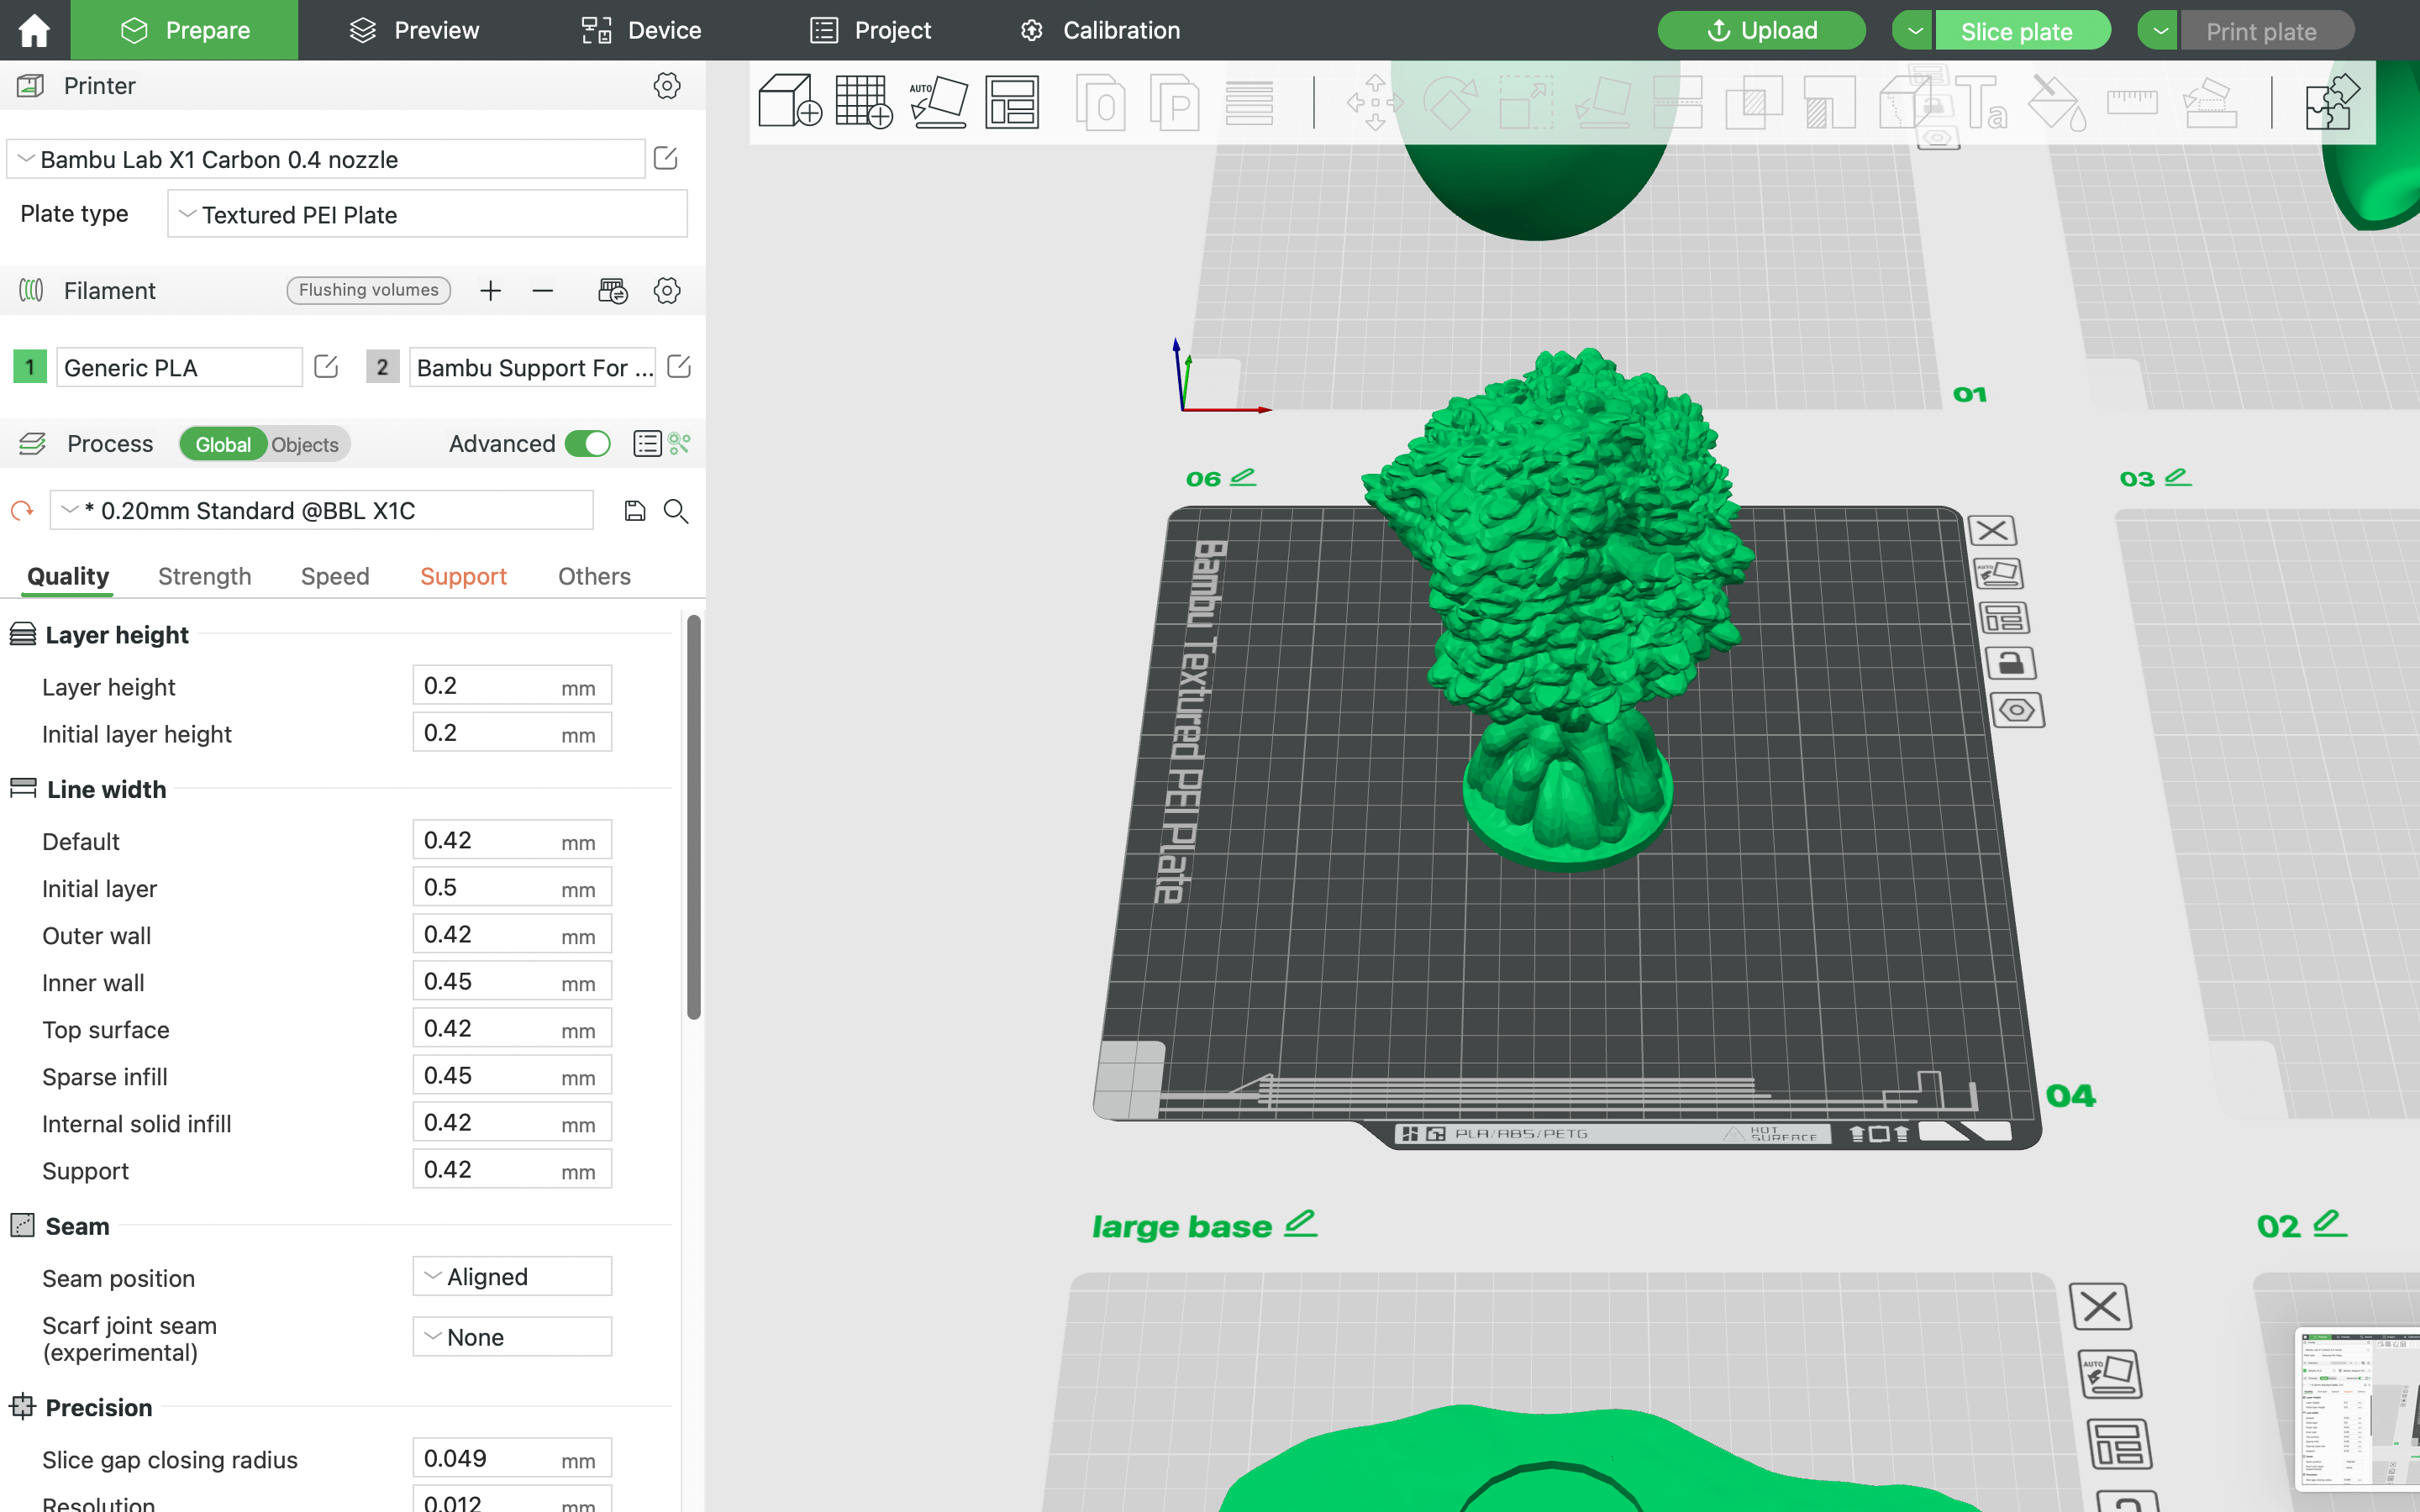 Prepare
Preview
Device
Project
Calibration
Upload
Slice plate
Print plate
Printer
Bambu Lab X1 Carbon 0.4 nozzle
Plate type
Textured PEI Plate
Filament
Flushing volumes
1
Generic PLA
2
Bambu Support For ...
Process
Global
Objects
Advanced
* 0.20mm Standard @BBL X1C
Quality
Strength
Speed
Support
Others
Layer height
Layer height 0.2 mm
Initial layer height 0.2 mm
Line width
Default 0.42 mm
Initial layer 0.5 mm
Outer wall 0.42 mm
Inner wall 0.45 mm
Top surface 0.42 mm
Sparse infill 0.45 mm
Internal solid infill 0.42 mm
Support 0.42 mm
Seam
Seam position Aligned
Scarf joint seam
(experimental) None
Precision
Slice gap closing radius 0.049 mm
Resolution 0.012 mm
AUTO
O
P
Ta
01
06
03
Bambu Textured PEI Plate
AUTO
04
PLA/ABS/PETG
HOT
SURFACE
large base
02
AUTO